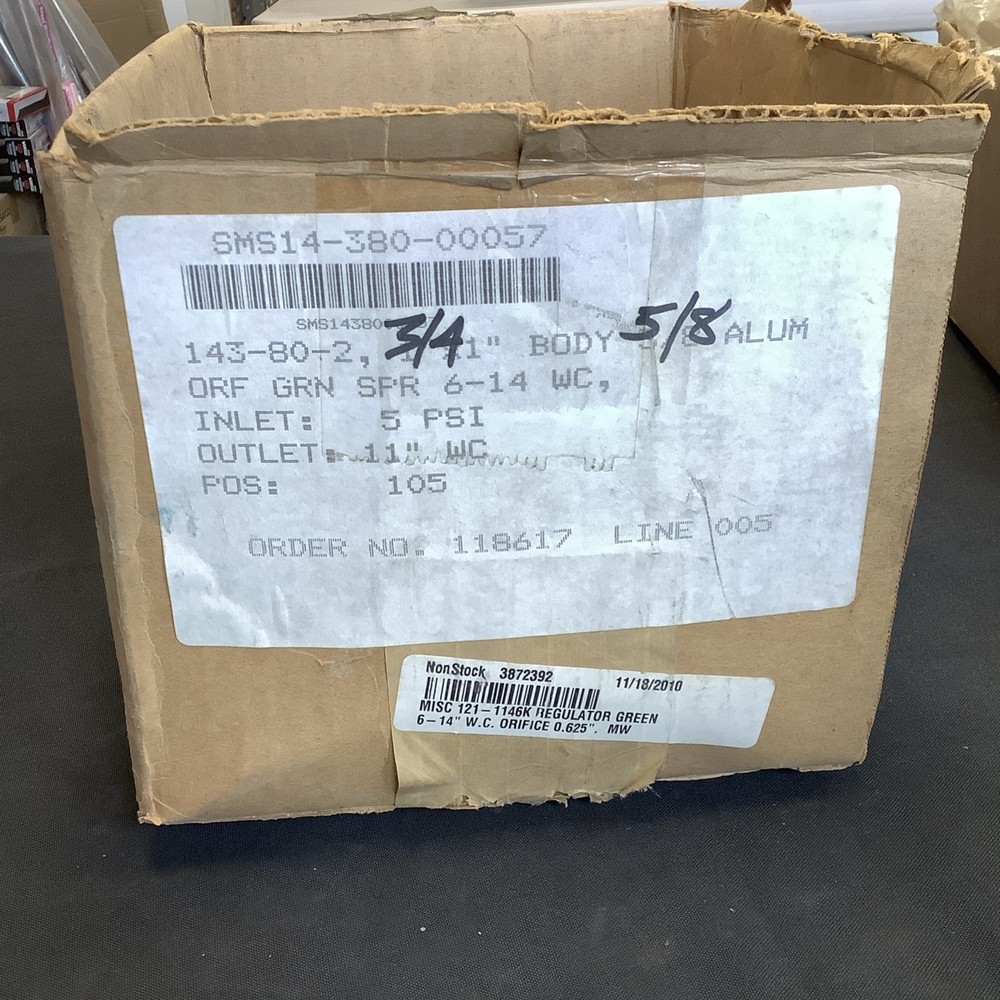 SMS14-380-00057
SMS14380
143-80-2, 3/4 1" BODY 5/8 ALUM
ORF GRN SPR 6-14 WC,
INLET: 5 PSI
OUTLET: 11" WC
POS: 105
ORDER NO. 118617 LINE 005
NonStock 3872392 11/18/2010
MISC 121-1146K REGULATOR GREEN
6-14" W.C. ORIFICE 0.625". MW